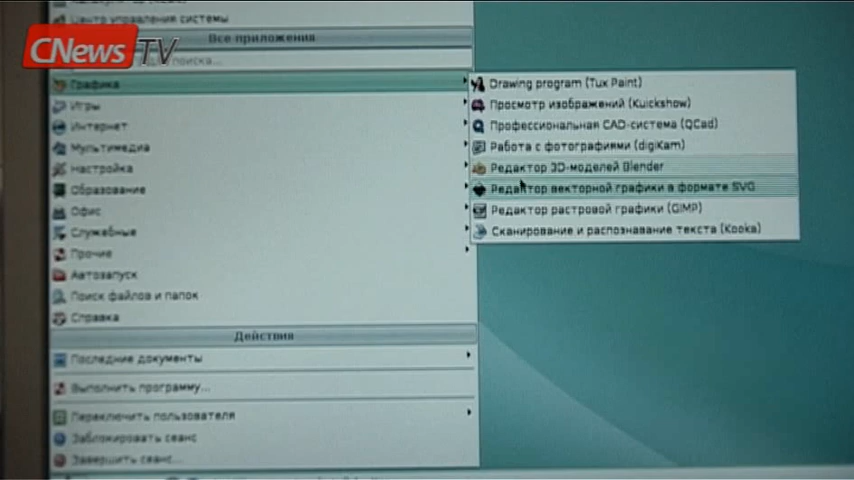 Центр управления системы
CNews TV
Все приложения
поиска...
Графика
Игры
Интернет
Мультимедиа
Настройка
Образование
Офис
Служебные
Прочие
Автозапуск
Поиск файлов и папок
Справка
Действия
Последние документы
Выполнить программу...
Переключить пользователя
Заблокировать сеанс
Завершить сеанс...
Drawing program (Tux Paint)
Просмотр изображений (Kuickshow)
Профессиональная CAD-система (QCad)
Работа с фотографиями (digiKam)
Редактор 3D-моделей Blender
Редактор векторной графики в формате SVG
Редактор растровой графики (GIMP)
Сканирование и распознавание текста (Kooka)